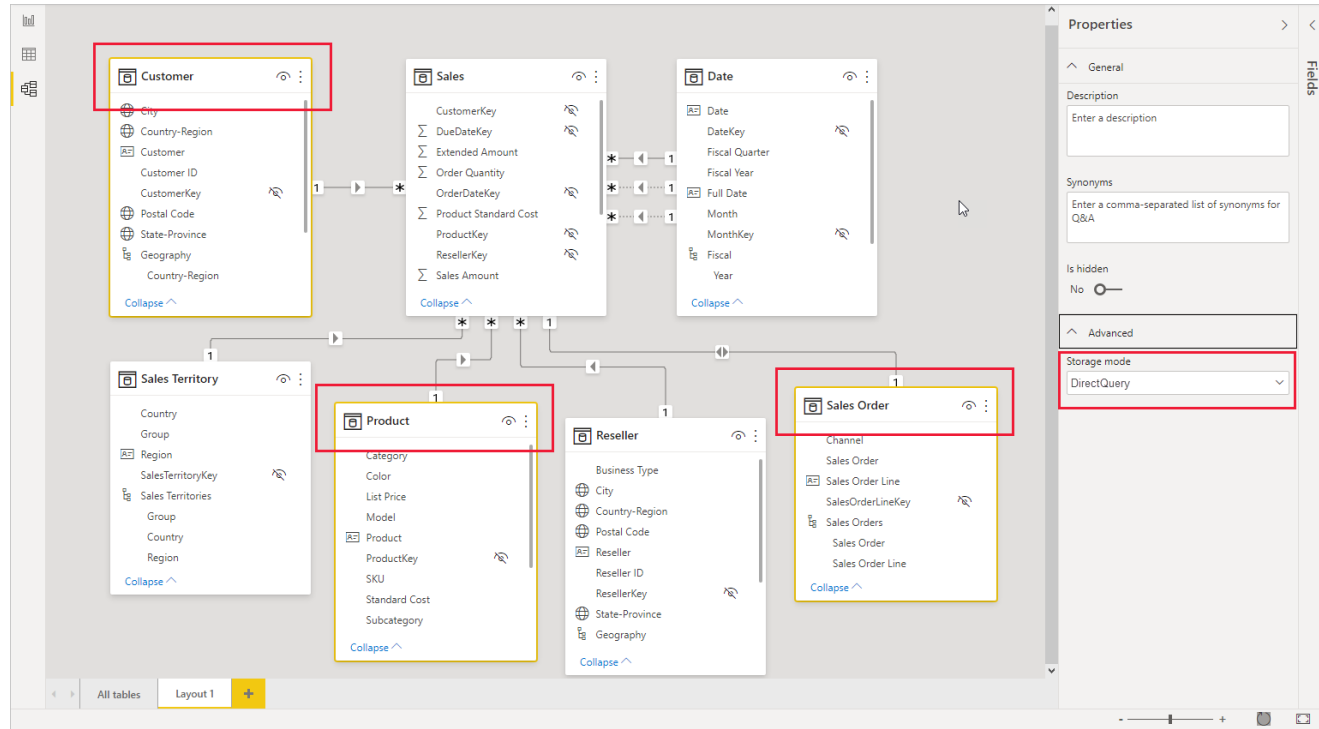 Customer
City
Country-Region
Customer
Customer ID
CustomerKey
Postal Code
State-Province
Geography
Country-Region
Collapse
1
*
Sales
CustomerKey
DueDateKey
Extended Amount
Order Quantity
OrderDateKey
Product Standard Cost
ProductKey
ResellerKey
Sales Amount
Collapse
* 1
* 1
* 1
Date
Date
DateKey
Fiscal Quarter
Fiscal Year
Full Date
Month
MonthKey
Fiscal
Year
Collapse
* * * 1
1
Sales Territory
Country
Group
Region
SalesTerritoryKey
Sales Territories
Group
Country
Region
Collapse
1
Product
Category
Color
List Price
Model
Product
ProductKey
SKU
Standard Cost
Subcategory
Collapse
1
Reseller
Business Type
City
Country-Region
Postal Code
Reseller
Reseller ID
ResellerKey
State-Province
Geography
Collapse
1
Sales Order
Channel
Sales Order
Sales Order Line
SalesOrderLineKey
Sales Orders
Sales Order
Sales Order Line
Collapse
All tables
Layout 1
+
Properties
General
Description
Enter a description
Synonyms
Enter a comma-separated list of synonyms for
Q&A
Is hidden
No
Advanced
Storage mode
DirectQuery
Fields
- +